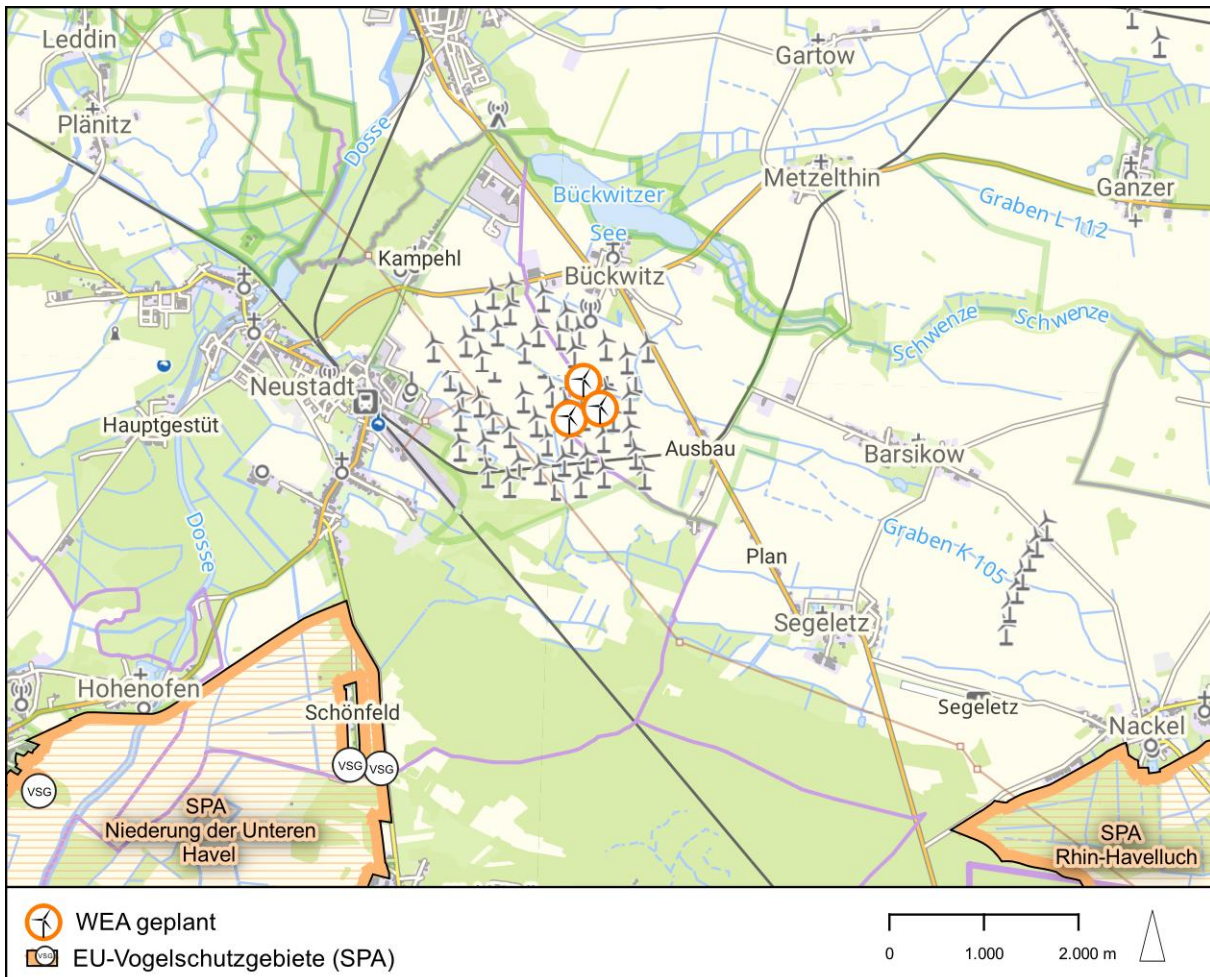 Leddin
Gartow
Plänitz
Dosse
Metzelthin
Ganzer
Bückwitzer
See
Graben L 112
Kampehl
Bückwitz
Schwenze
Schwenze
Neustadt
Hauptgestüt
Ausbau
Barsikow
Dosse
Graben K 105
Plan
Segeletz
Hohenofen
Schönfeld
Segeletz
Nackel
VSG
VSG
VSG
SPA
Niederung der Unteren
Havel
SPA
Rhin-Havelluch
WEA geplant
VSG
EU-Vogelschutzgebiete (SPA)
0
1.000
2.000 m